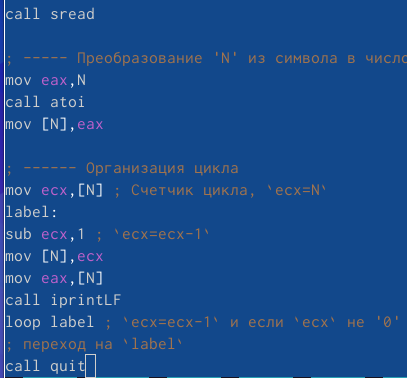 call sread
; ----- Преобразование 'N' из символа в число
mov eax,N
call atoi
mov [N],eax
; ------ Организация цикла
mov ecx,[N] ; Счетчик цикла, `ecx=N`
label:
sub ecx,1 ; `ecx=ecx-1`
mov [N],ecx
mov eax,[N]
call iprintLF
loop label ; `ecx=ecx-1` и если `ecx` не '0'
; переход на `label`
call quit